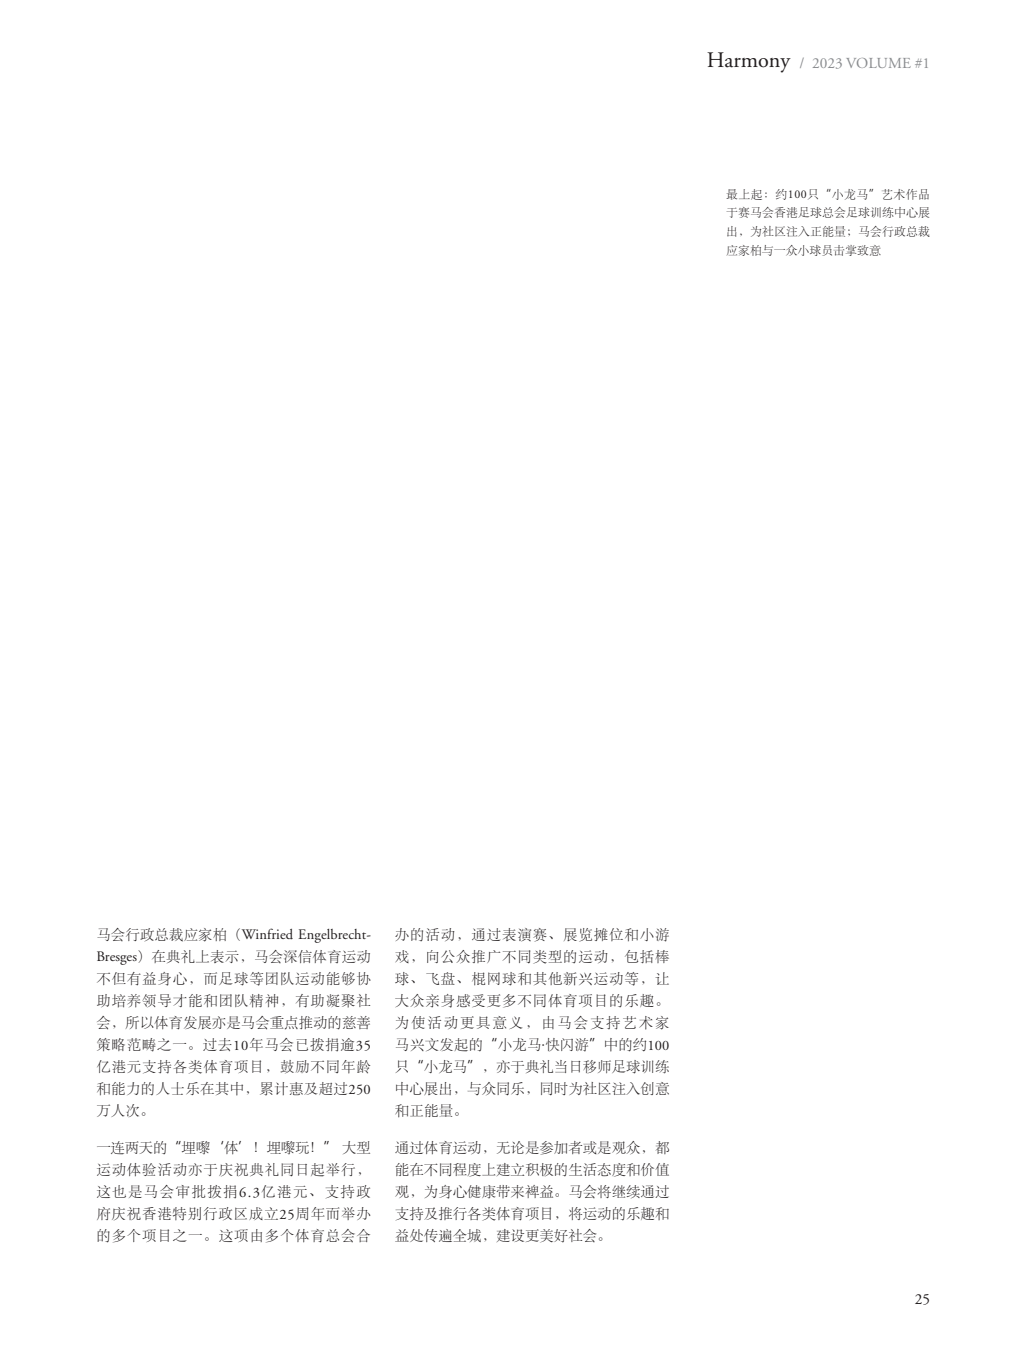 Harmony / 2023 VOLUME #1
最上起：约100只“小龙马”艺术作品
于赛马会香港足球总会足球训练中心展
出，为社区注入正能量；马会行政总裁
应家柏与一众小球员击掌致意
马会行政总裁应家柏（Winfried Engelbrecht-
Bresges）在典礼上表示，马会深信体育运动
不但有益身心，而足球等团队运动能够协
助培养领导才能和团队精神，有助凝聚社
会，所以体育发展亦是马会重点推动的慈善
策略范畴之一。过去10年马会已拨捐逾35
亿港元支持各类体育项目，鼓励不同年龄
和能力的人士乐在其中，累计惠及超过250
万人次。
一连两天的“埋嚟‘体’！埋嚟玩！” 大型
运动体验活动亦于庆祝典礼同日起举行，
这也是马会审批拨捐6.3亿港元、支持政
府庆祝香港特别行政区成立25周年而举办
的多个项目之一。这项由多个体育总会合
办的活动，通过表演赛、展览摊位和小游
戏，向公众推广不同类型的运动，包括棒
球、飞盘、棍网球和其他新兴运动等，让
大众亲身感受更多不同体育项目的乐趣。
为使活动更具意义，由马会支持艺术家
马兴文发起的“小龙马·快闪游”中的约100
只“小龙马”，亦于典礼当日移师足球训练
中心展出，与众同乐，同时为社区注入创意
和正能量。
通过体育运动，无论是参加者或是观众，都
能在不同程度上建立积极的生活态度和价值
观，为身心健康带来裨益。马会将继续通过
支持及推行各类体育项目，将运动的乐趣和
益处传遍全城，建设更美好社会。
25